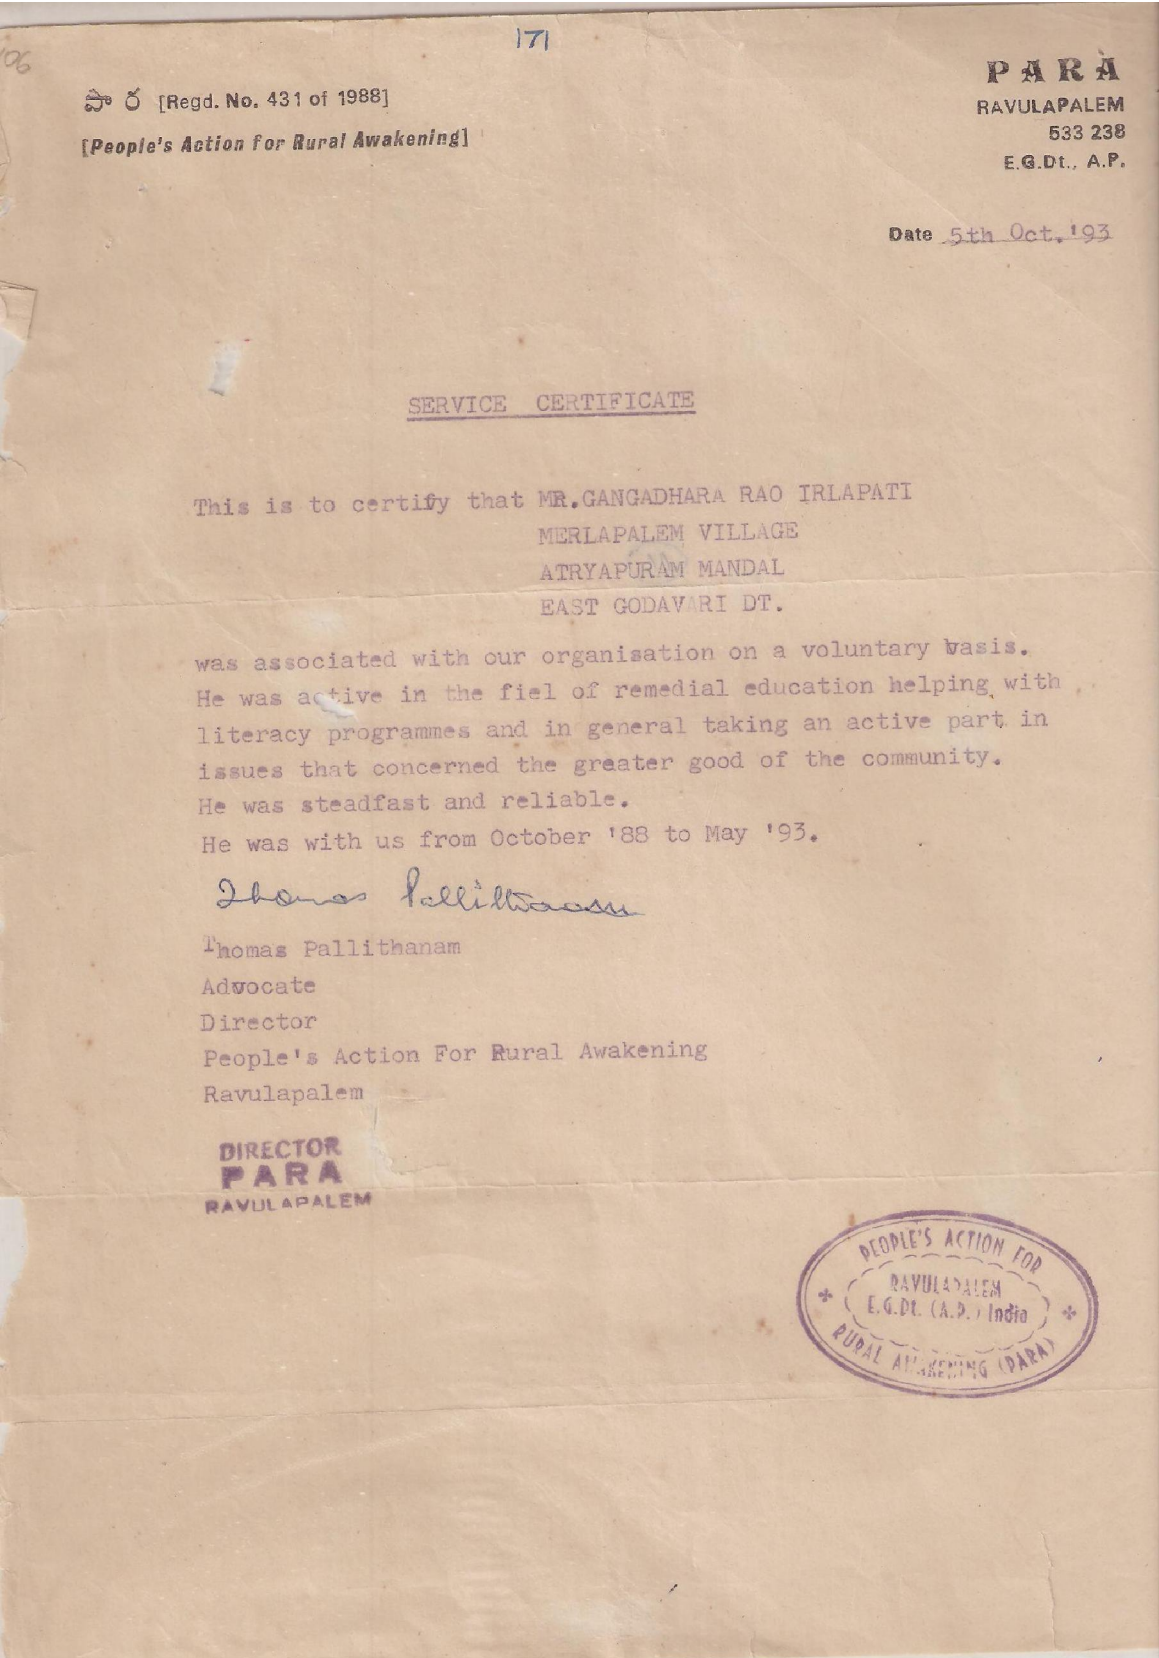 171
106
పా ర [Regd. No. 431 of 1988]
[People's Action for Rural Awakening]
PARA
RAVULAPALEM
533 238
E.G.Dt., A.P.
Date 5th Oct.'93
SERVICE CERTIFICATE
This is to certify that MR.GANGADHARA RAO IRLAPATI
MERLAPALEM VILLAGE
ATRYAPURAM MANDAL
EAST GODAVARI DT.
was associated with our organisation on a voluntary basis.
He was active in the fiel of remedial education helping with
literacy programmes and in general taking an active part in
issues that concerned the greater good of the community.
He was steadfast and reliable.
He was with us from October '88 to May '93.
Thomas Pallithanam
Thomas Pallithanam
Advocate
Director
People's Action For Rural Awakening
Ravulapalem
DIRECTOR
PARA
RAVULAPALEM
PEOPLE'S ACTION FOR
RAVULAPALEM
E.G.Dt. (A.P.) India
RURAL AWAKENING (PARA)